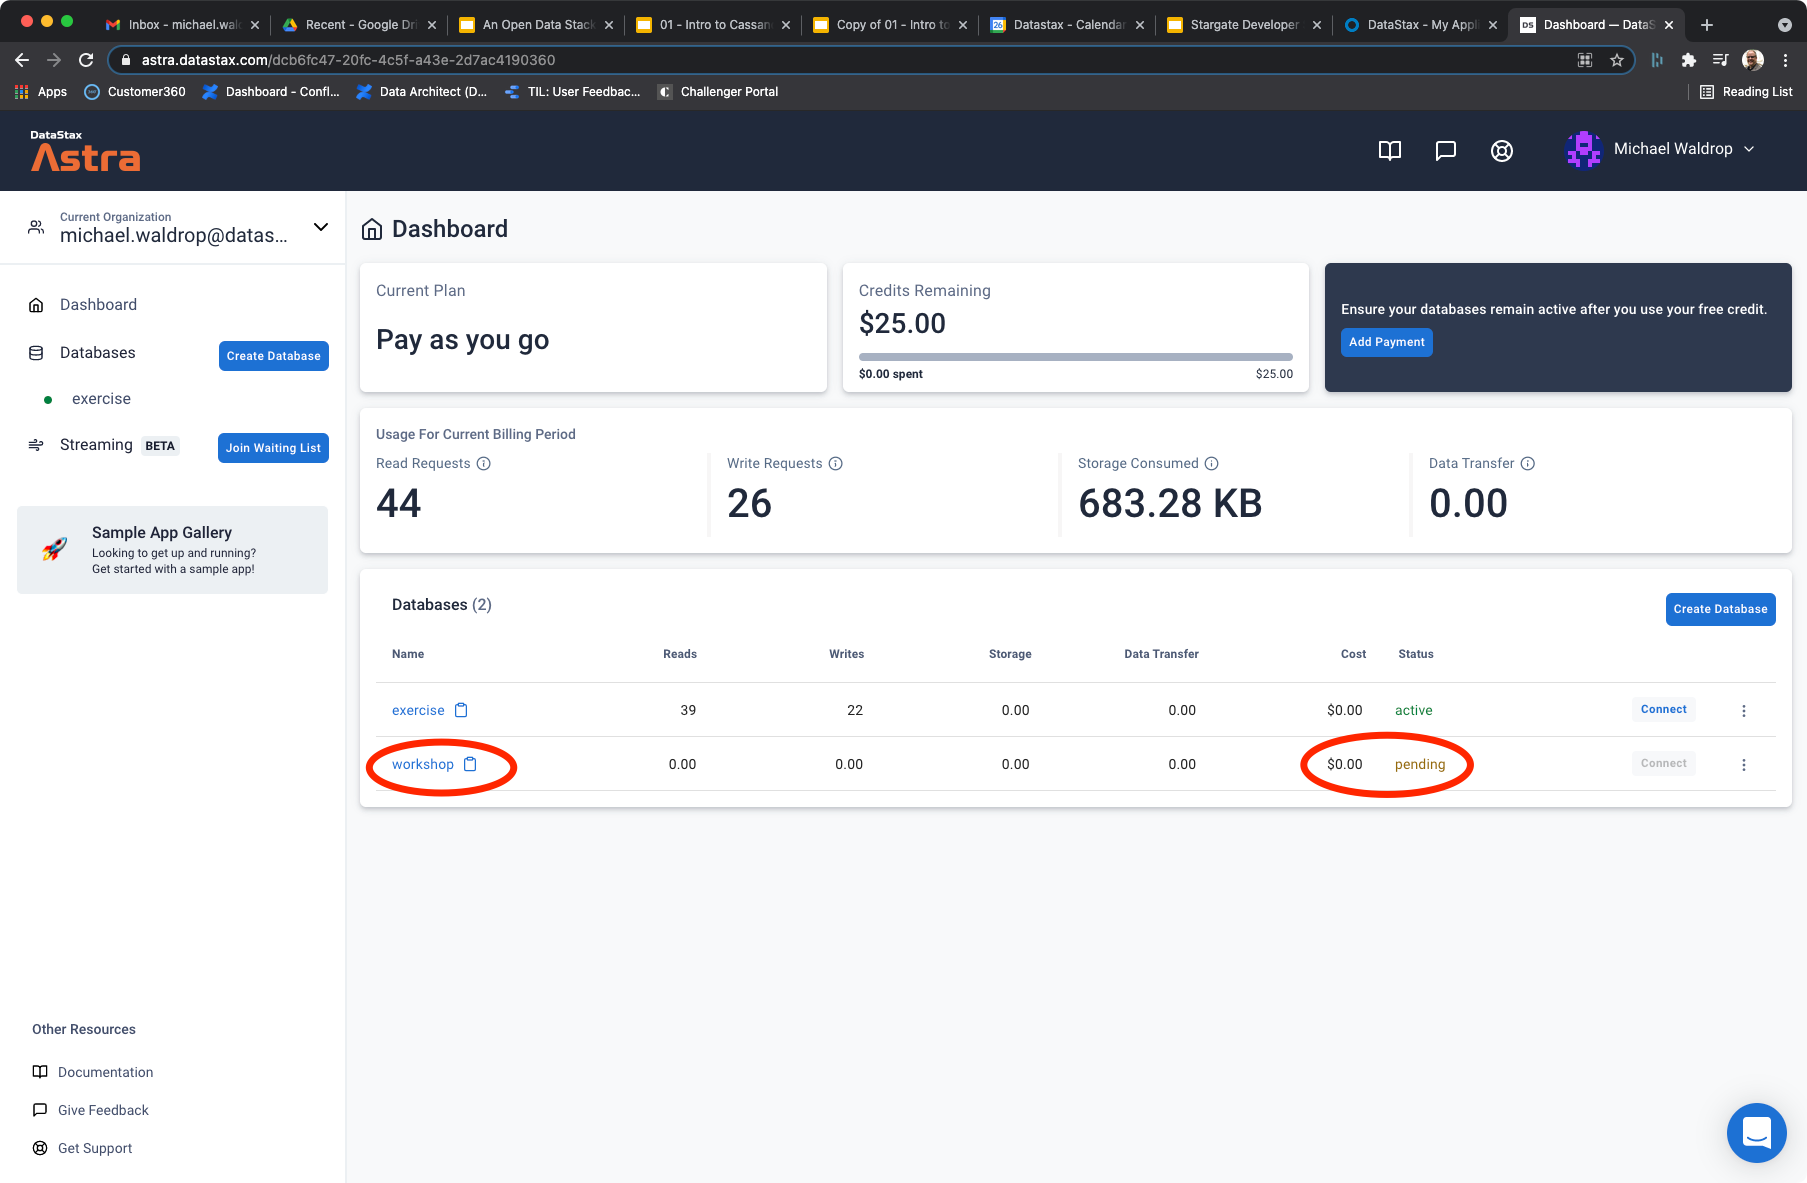 Inbox - michael.wal
Recent - Google Dri
An Open Data Stack
01 - Intro to Cassan
Copy of 01 - Intro to
26
Datastax - Calendar
Stargate Developer
DataStax - My Appl
DS
Dashboard — DataS
astra.datastax.com/dcb6fc47-20fc-4c5f-a43e-2d7ac4190360
Apps
Customer360
Dashboard - Confl...
Data Architect (D...
TIL: User Feedbac...
Challenger Portal
Reading List
DataStax
Astra
Michael Waldrop
Current Organization
michael.waldrop@datas...
Dashboard
Databases
Create Database
exercise
Streaming BETA
Join Waiting List
Sample App Gallery
Looking to get up and running?
Get started with a sample app!
Other Resources
Documentation
Give Feedback
Get Support
Dashboard
Current Plan
Pay as you go
Credits Remaining
$25.00
$0.00 spent
$25.00
Ensure your databases remain active after you use your free credit.
Add Payment
Usage For Current Billing Period
Read Requests
44
Write Requests
26
Storage Consumed
683.28 KB
Data Transfer
0.00
Databases (2)
Create Database
Name Reads Writes Storage Data Transfer Cost Status
exercise 39 22 0.00 0.00 $0.00 active Connect
workshop 0.00 0.00 0.00 0.00 $0.00 pending Connect